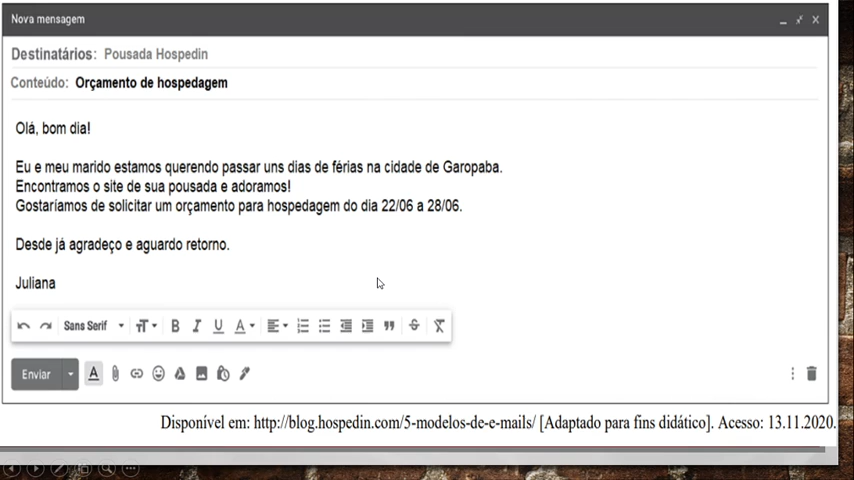 Nova mensagem
Destinatários: Pousada Hospedin
Conteúdo: Orçamento de hospedagem
Olá, bom dia!
Eu e meu marido estamos querendo passar uns dias de férias na cidade de Garopaba.
Encontramos o site de sua pousada e adoramos!
Gostaríamos de solicitar um orçamento para hospedagem do dia 22/06 a 28/06.
Desde já agradeço e aguardo retorno.
Juliana
Sans Serif
Enviar
Disponível em: http://blog.hospedin.com/5-modelos-de-e-mails/ [Adaptado para fins didático]. Acesso: 13.11.2020.